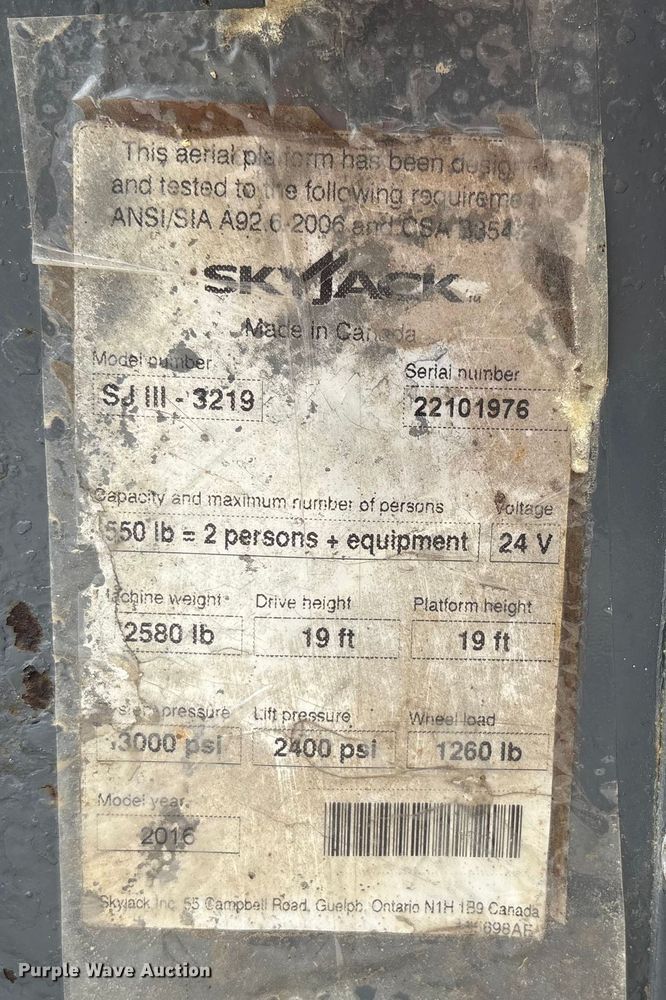 This aerial platform has been
and tested to the following
ANSI/SIA A92.6-2006 and CSA
SKYJACK TM
Made in Canada
Model number
SJ III - 3219
Serial number
22101976
Capacity and maximum number of persons
550 lb = 2 persons + equipment
Voltage
24 V
Machine weight*
2580 lb
Drive height
19 ft
Platform height
19 ft
pressure
3000 psi
Lift pressure
2400 psi
Wheel load
1260 lb
Model year
2016
Skyjack Inc. 55 Campbell Road, Guelph, Ontario N1H 1B9 Canada
Purple Wave Auction